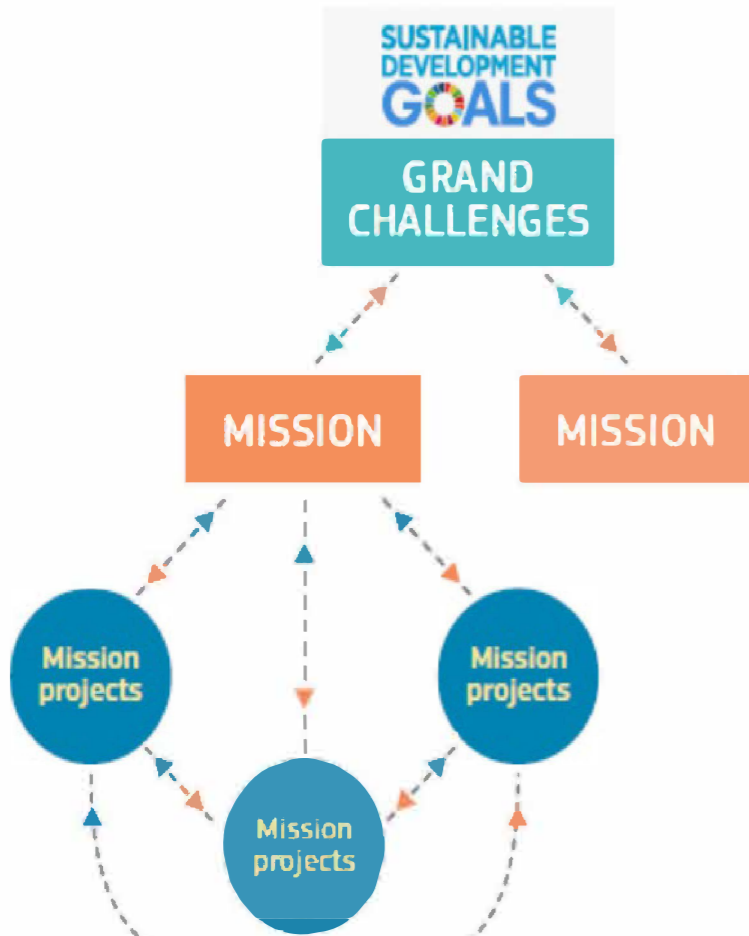 SUSTAINABLE
DEVELOPMENT
GOALS
GRAND
CHALLENGES
MISSION
MISSION
Mission
projects
Mission
projects
Mission
projects